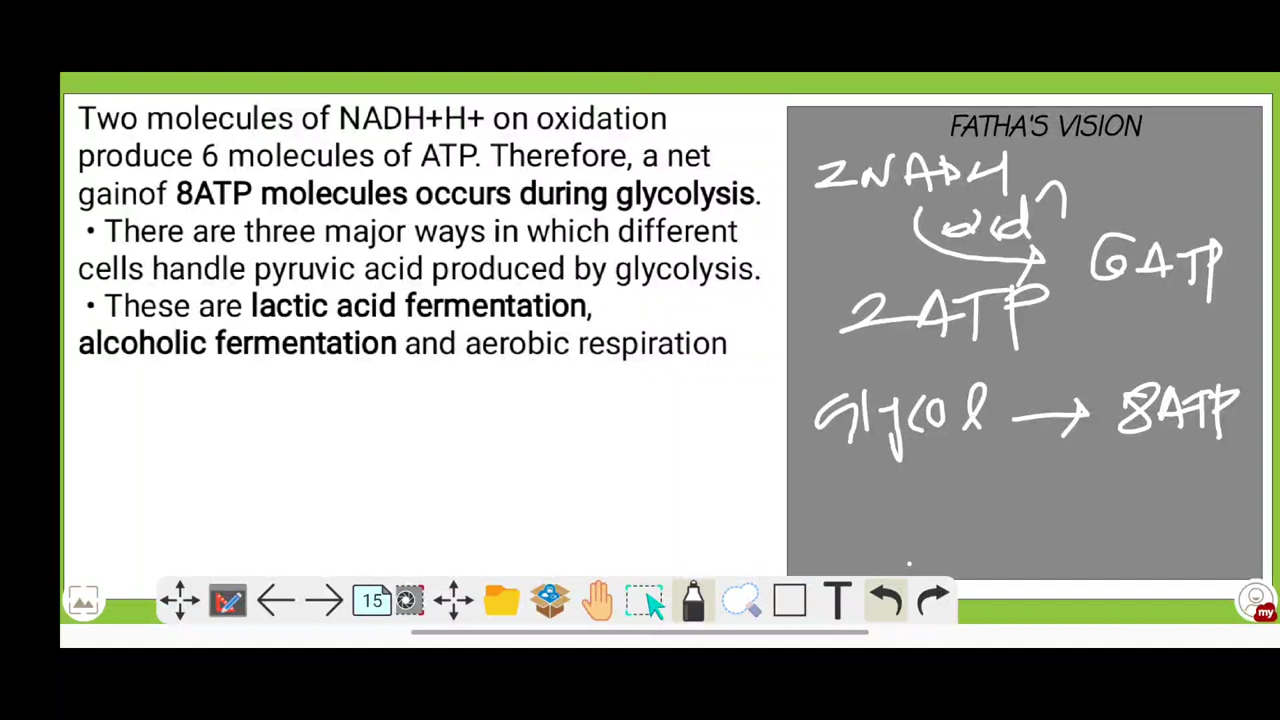 Two molecules of NADH+H+ on oxidation
produce 6 molecules of ATP. Therefore, a net
gainof 8ATP molecules occurs during glycolysis.
• There are three major ways in which different
cells handle pyruvic acid produced by glycolysis.
• These are lactic acid fermentation,
alcoholic fermentation and aerobic respiration
FATHA'S VISION
2NADH
oxidn
6ATP
2ATP
Glycol → 8ATP
15
T
my